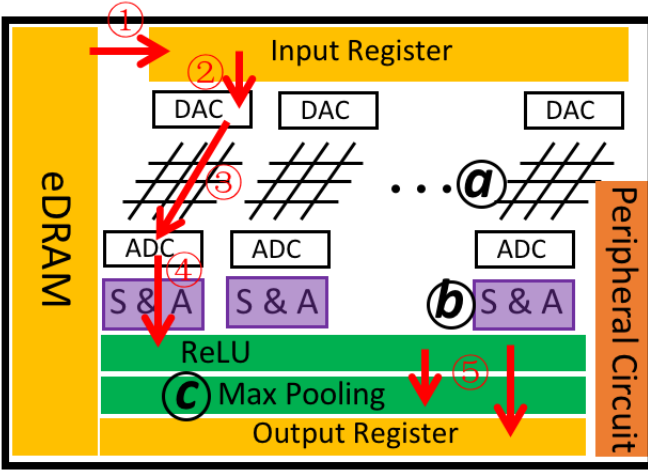 ①
Input Register
②
DAC
DAC
DAC
eDRAM
③
. . .
a
ADC
ADC
ADC
④
S & A
S & A
b
S & A
ReLU
⑤
c
Max Pooling
Output Register
Peripheral Circuit